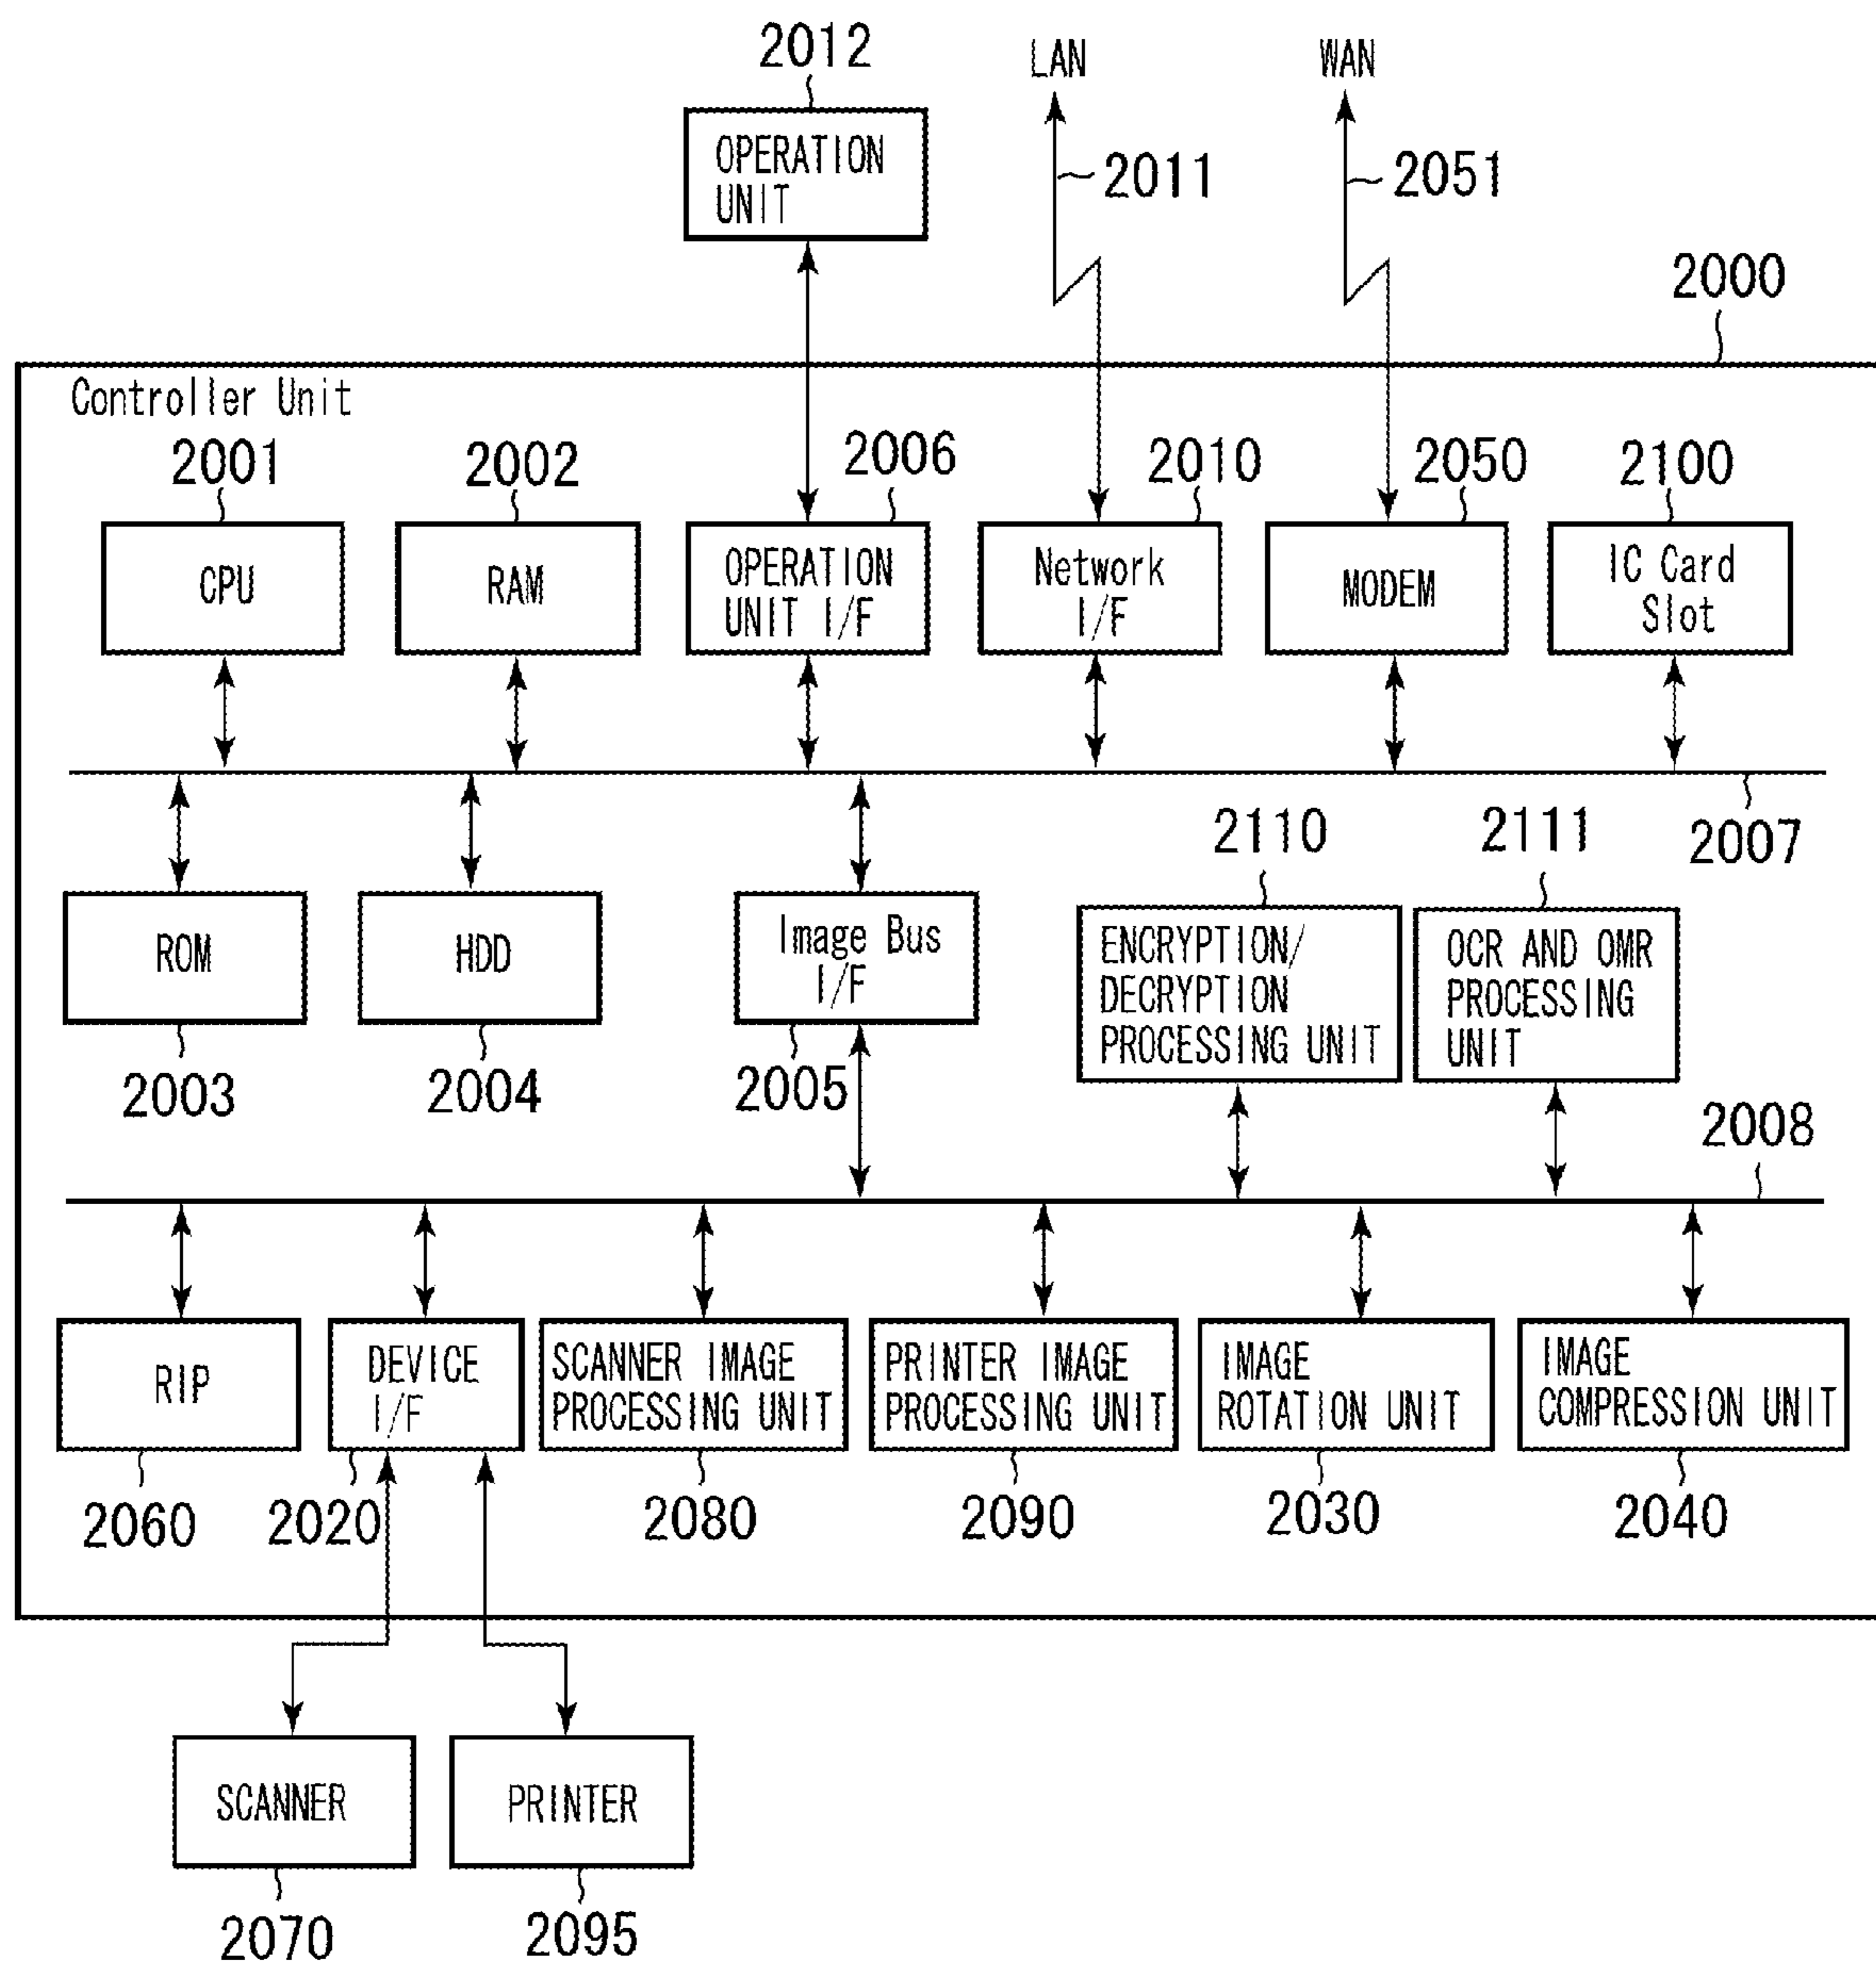 2012
LAN
WAN
OPERATION
UNIT
2011
2051
2000
Controller Unit
2001
2002
2006
2010
2050
2100
CPU
RAM
OPERATION
UNIT I/F
Network
I/F
MODEM
IC Card
Slot
2007
2110
2111
ROM
HDD
Image Bus
I/F
ENCRYPTION/
DECRYPTION
PROCESSING UNIT
OCR AND OMR
PROCESSING
UNIT
2003
2004
2005
2008
RIP
DEVICE
I/F
SCANNER IMAGE
PROCESSING UNIT
PRINTER IMAGE
PROCESSING UNIT
IMAGE
ROTATION UNIT
IMAGE
COMPRESSION UNIT
2060
2020
2080
2090
2030
2040
SCANNER
PRINTER
2070
2095